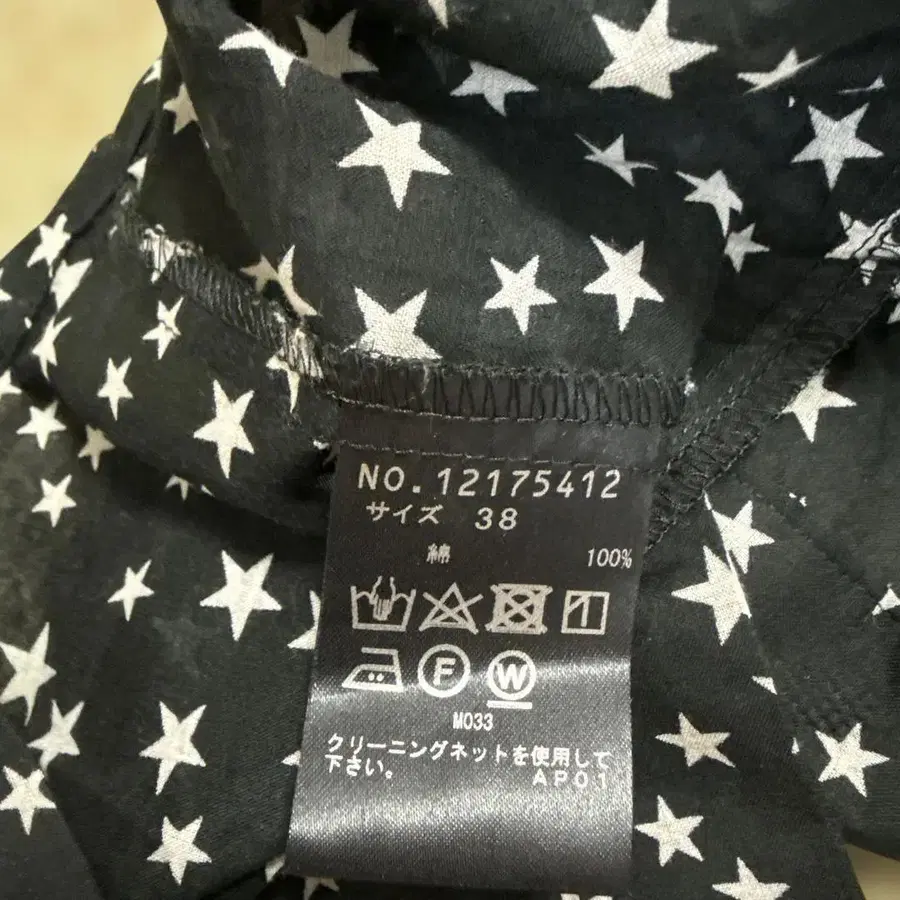 NO.12175412
サイズ 38
綿 100%
F W
M033
クリーニングネットを使用して
下さい。 AP01